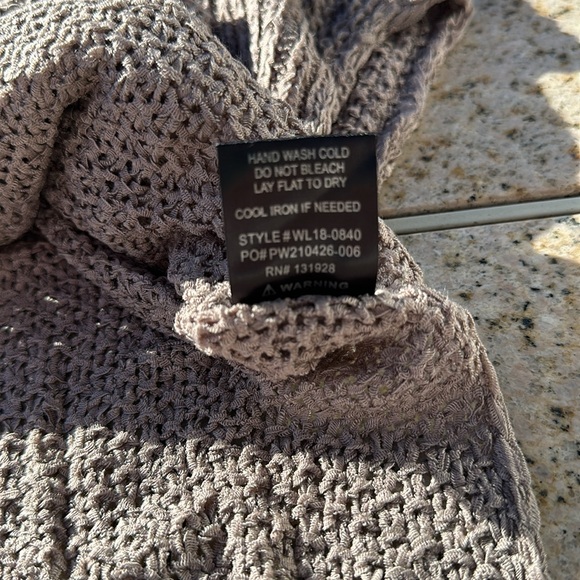 HAND WASH COLD
DO NOT BLEACH
LAY FLAT TO DRY
COOL IRON IF NEEDED
STYLE # WL18-0840
PO# PW210426-006
RN# 131928
⚠ WARNING